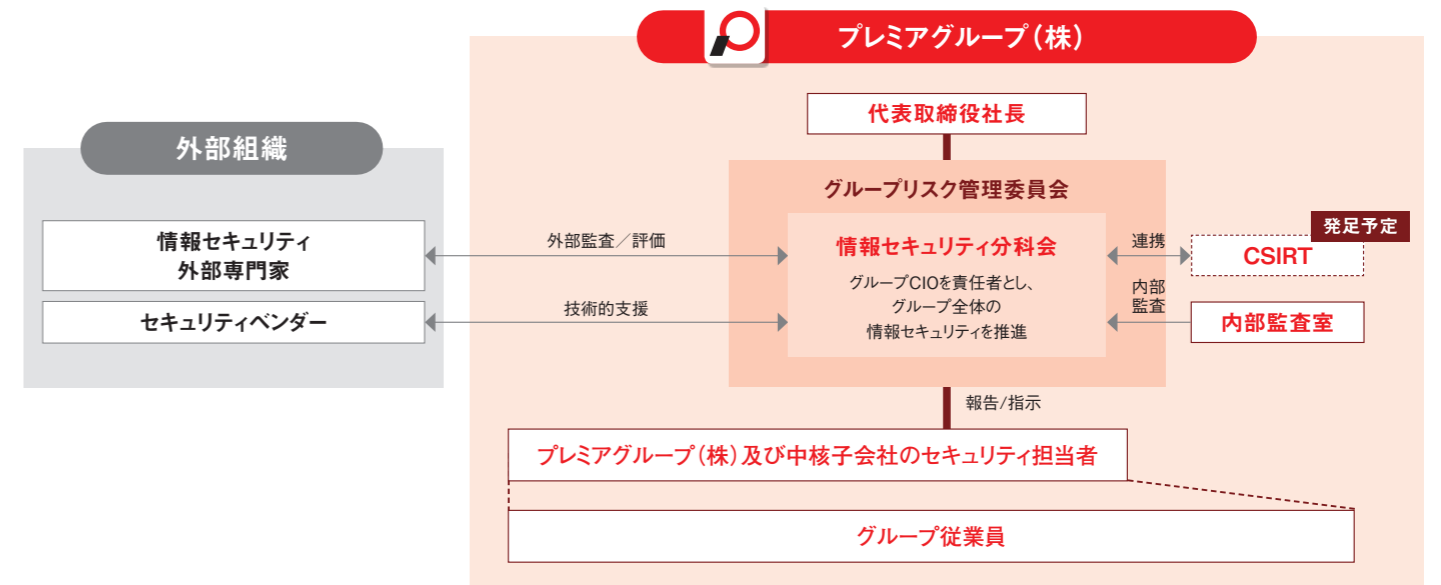 プレミアグループ（株）
代表取締役社長
外部組織
グループリスク管理委員会
情報セキュリティ
外部専門家
セキュリティベンダー
外部監査／評価
技術的支援
情報セキュリティ分科会
グループCIOを責任者とし、
グループ全体の
情報セキュリティを推進
連携
内部
監査
発足予定
CSIRT
内部監査室
報告/指示
プレミアグループ（株）及び中核子会社のセキュリティ担当者
グループ従業員